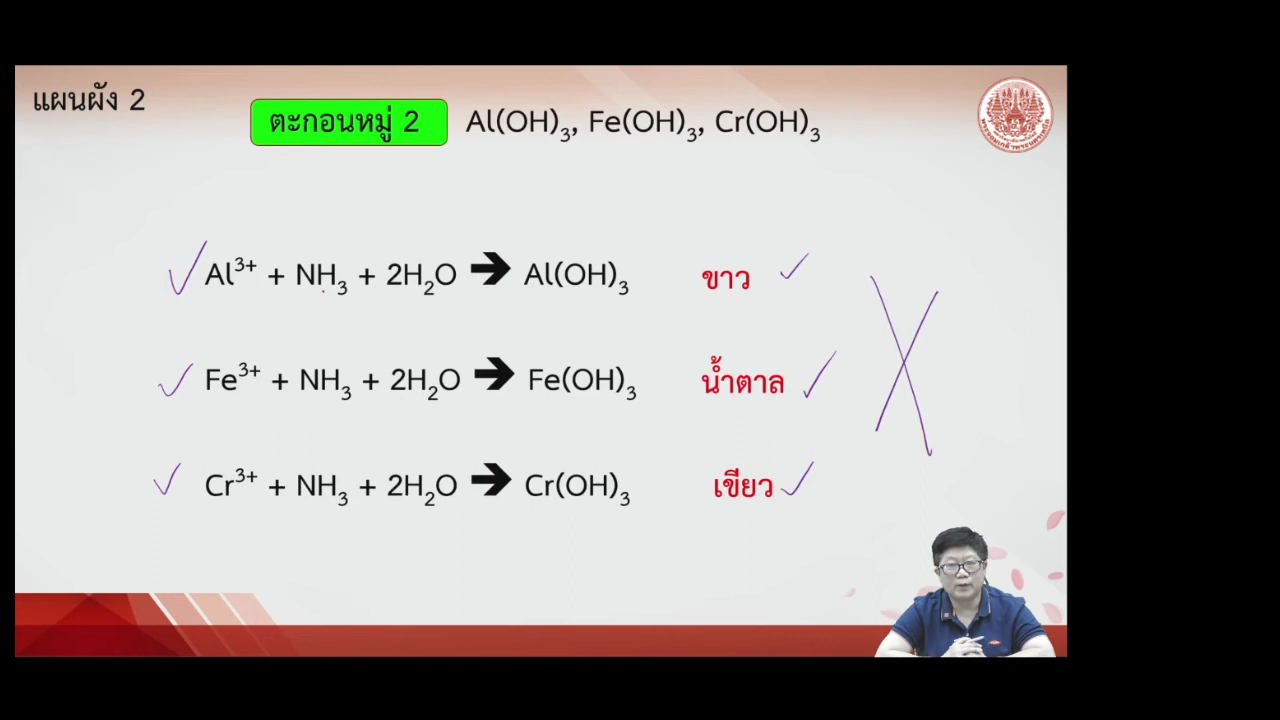 แผนผัง 2
ตะกอนหมู่ 2 Al(OH)₃, Fe(OH)₃, Cr(OH)₃
Al³⁺ + NH₃ + 2H₂O ➔ Al(OH)₃ ขาว
Fe³⁺ + NH₃ + 2H₂O ➔ Fe(OH)₃ น้ำตาล
Cr³⁺ + NH₃ + 2H₂O ➔ Cr(OH)₃ เขียว